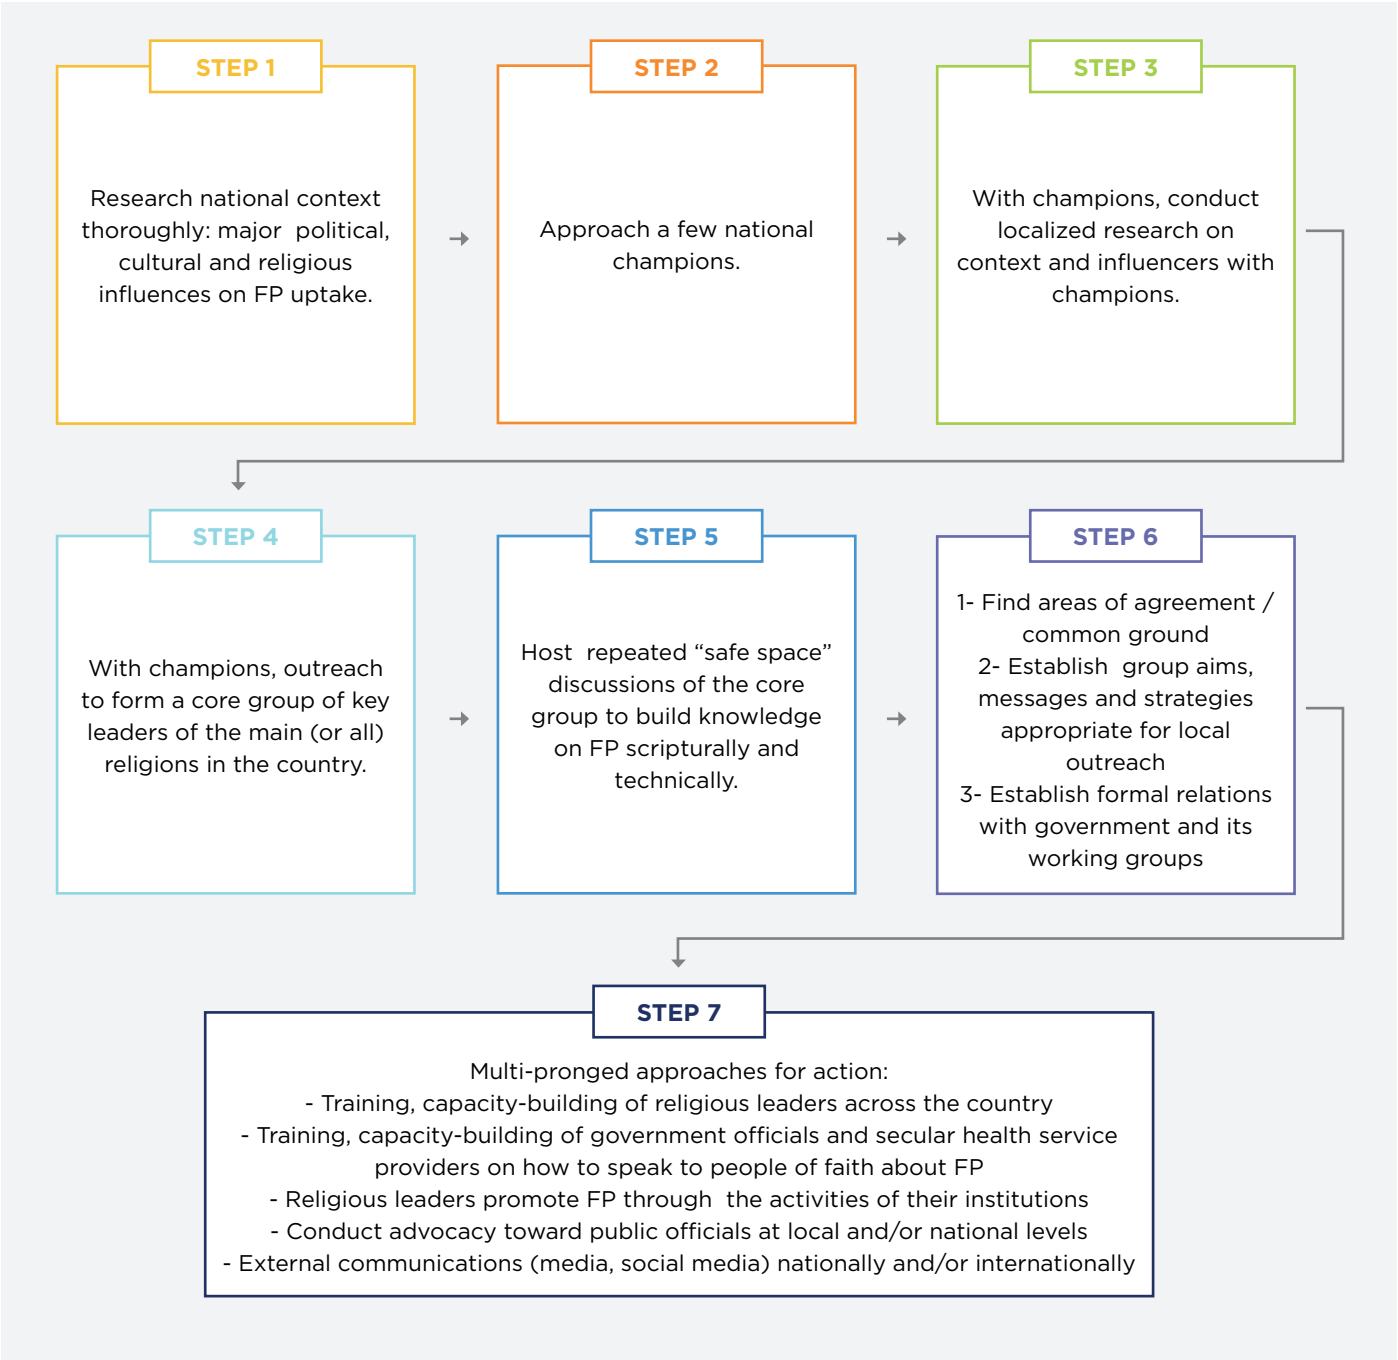 STEP 1
Research national context
thoroughly: major  political,
cultural and religious
influences on FP uptake.
STEP 2
Approach a few national
champions.
STEP 3
With champions, conduct
localized research on
context and influencers with
champions.
STEP 4
With champions, outreach
to form a core group of key
leaders of the main (or all)
religions in the country.
STEP 5
Host  repeated “safe space”
discussions of the core
group to build knowledge
on FP scripturally and
technically.
STEP 6
1- Find areas of agreement /
common ground
2- Establish  group aims,
messages and strategies
appropriate for local
outreach
3- Establish formal relations
with government and its
working groups
STEP 7
Multi-pronged approaches for action:
- Training, capacity-building of religious leaders across the country
- Training, capacity-building of government officials and secular health service
providers on how to speak to people of faith about FP
- Religious leaders promote FP through  the activities of their institutions
- Conduct advocacy toward public officials at local and/or national levels
- External communications (media, social media) nationally and/or internationally